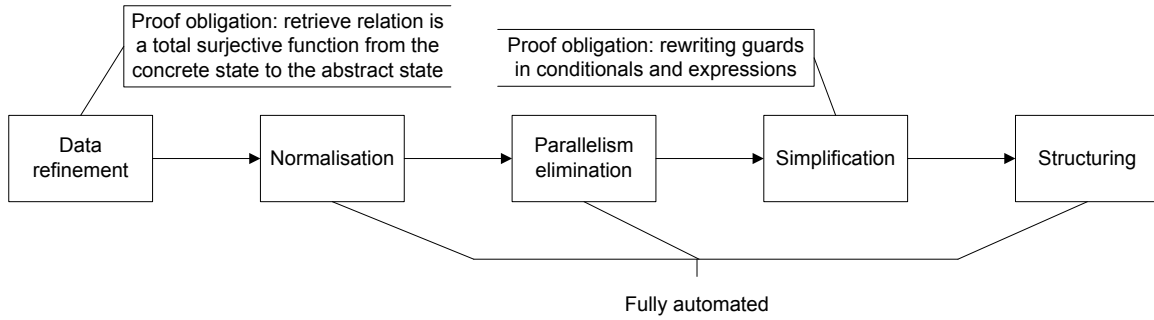 Proof obligation: retrieve relation is
a total surjective function from the
concrete state to the abstract state
Proof obligation: rewriting guards
in conditionals and expressions
Data
refinement
Normalisation
Parallelism
elimination
Simplification
Structuring
Fully automated